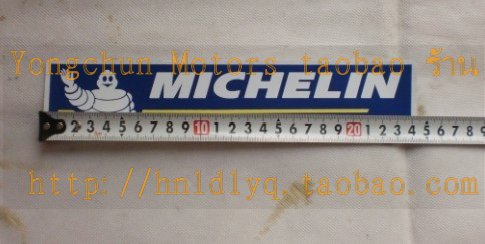 Yongchun Motors taobao ร้าน
MICHELIN
2 3 4 5 6 7 8 9 10 1 2 3 4 5 6 7 8 9 20 1 2 3 4 5 6 7 8
http://hnldlyq.taobao.com